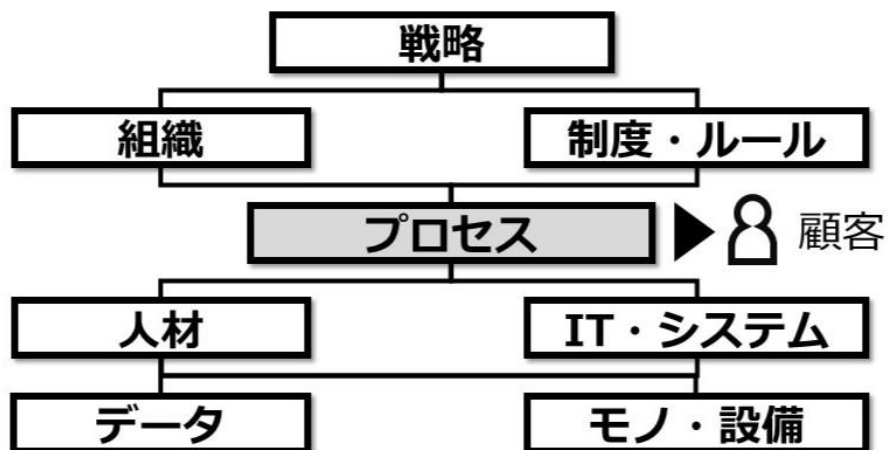 戦略
組織
制度・ルール
プロセス
顧客
人材
IT・システム
データ
モノ・設備